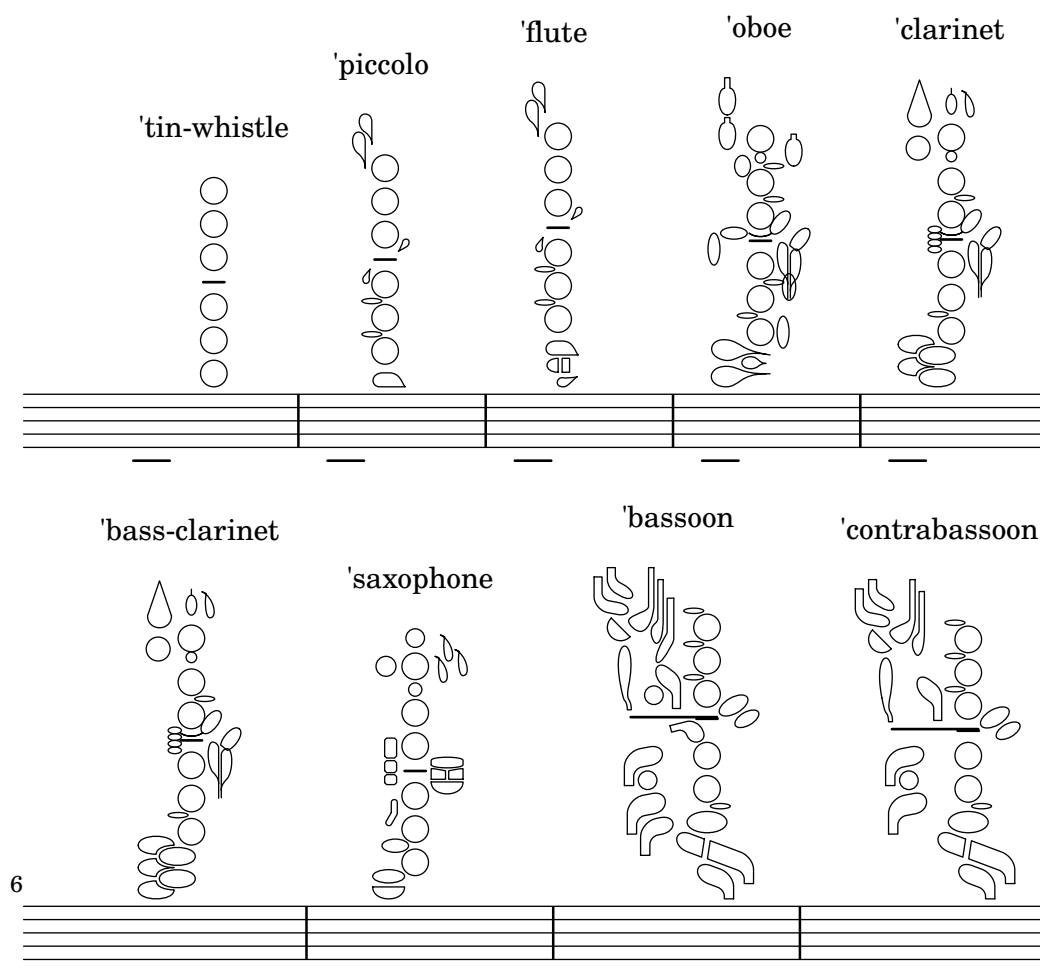 'tin-whistle 'piccolo 'flute 'oboe 'clarinet
'bass-clarinet 'saxophone 'bassoon 'contrabassoon
6